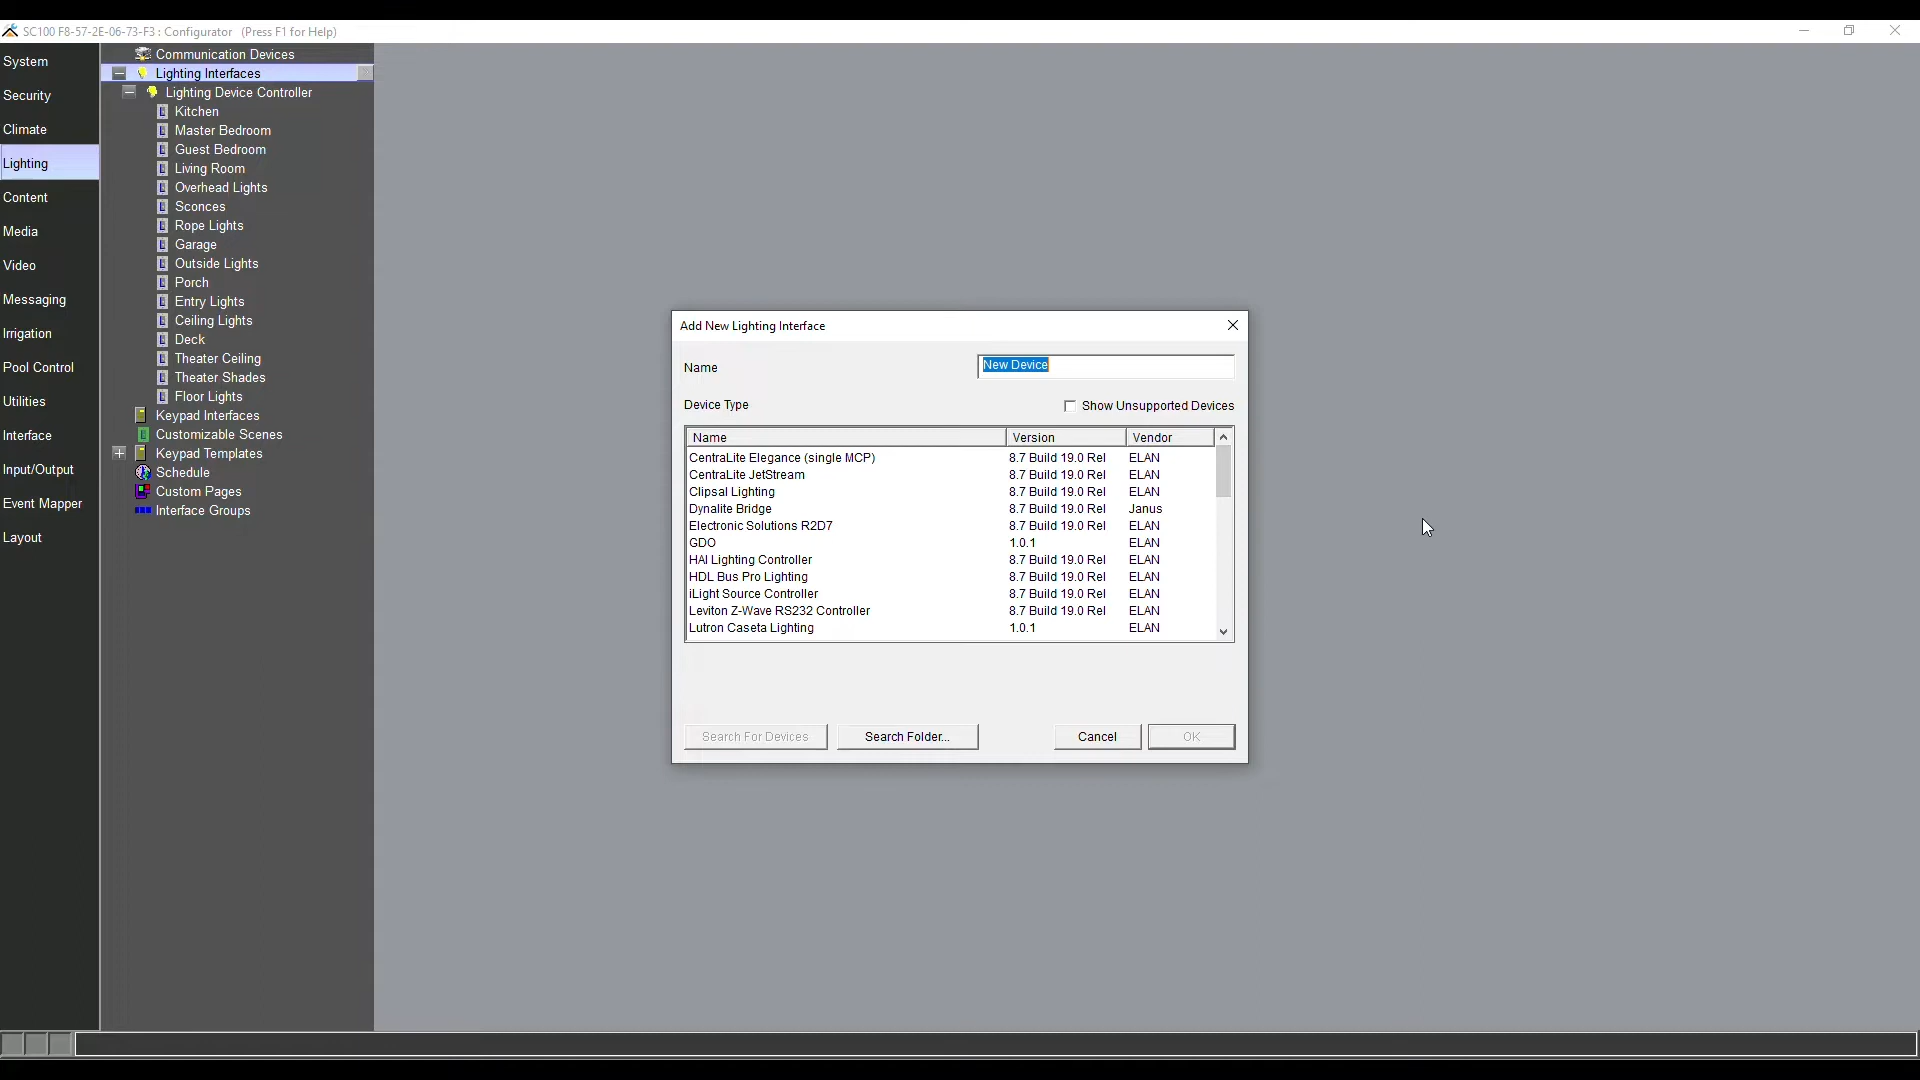 SC100 F8-57-2E-06-73-F3 : Configurator (Press F1 for Help)
System
Security
Climate
Lighting
Content
Media
Video
Messaging
Irrigation
Pool Control
Utilities
Interface
Input/Output
Event Mapper
Layout
Communication Devices
Lighting Interfaces
Lighting Device Controller
Kitchen
Master Bedroom
Guest Bedroom
Living Room
Overhead Lights
Sconces
Rope Lights
Garage
Outside Lights
Porch
Entry Lights
Ceiling Lights
Deck
Theater Ceiling
Theater Shades
Floor Lights
Keypad Interfaces
Customizable Scenes
Keypad Templates
Schedule
Custom Pages
Interface Groups
Add New Lighting Interface
Name New Device
Device Type Show Unsupported Devices
Name Version Vendor
CentraLite Elegance (single MCP) 8.7 Build 19.0 Rel ELAN
CentraLite JetStream 8.7 Build 19.0 Rel ELAN
Clipsal Lighting 8.7 Build 19.0 Rel ELAN
Dynalite Bridge 8.7 Build 19.0 Rel Janus
Electronic Solutions R2D7 8.7 Build 19.0 Rel ELAN
GDO 1.0.1 ELAN
HAI Lighting Controller 8.7 Build 19.0 Rel ELAN
HDL Bus Pro Lighting 8.7 Build 19.0 Rel ELAN
iLight Source Controller 8.7 Build 19.0 Rel ELAN
Leviton Z-Wave RS232 Controller 8.7 Build 19.0 Rel ELAN
Lutron Caseta Lighting 1.0.1 ELAN
Search For Devices Search Folder... Cancel OK